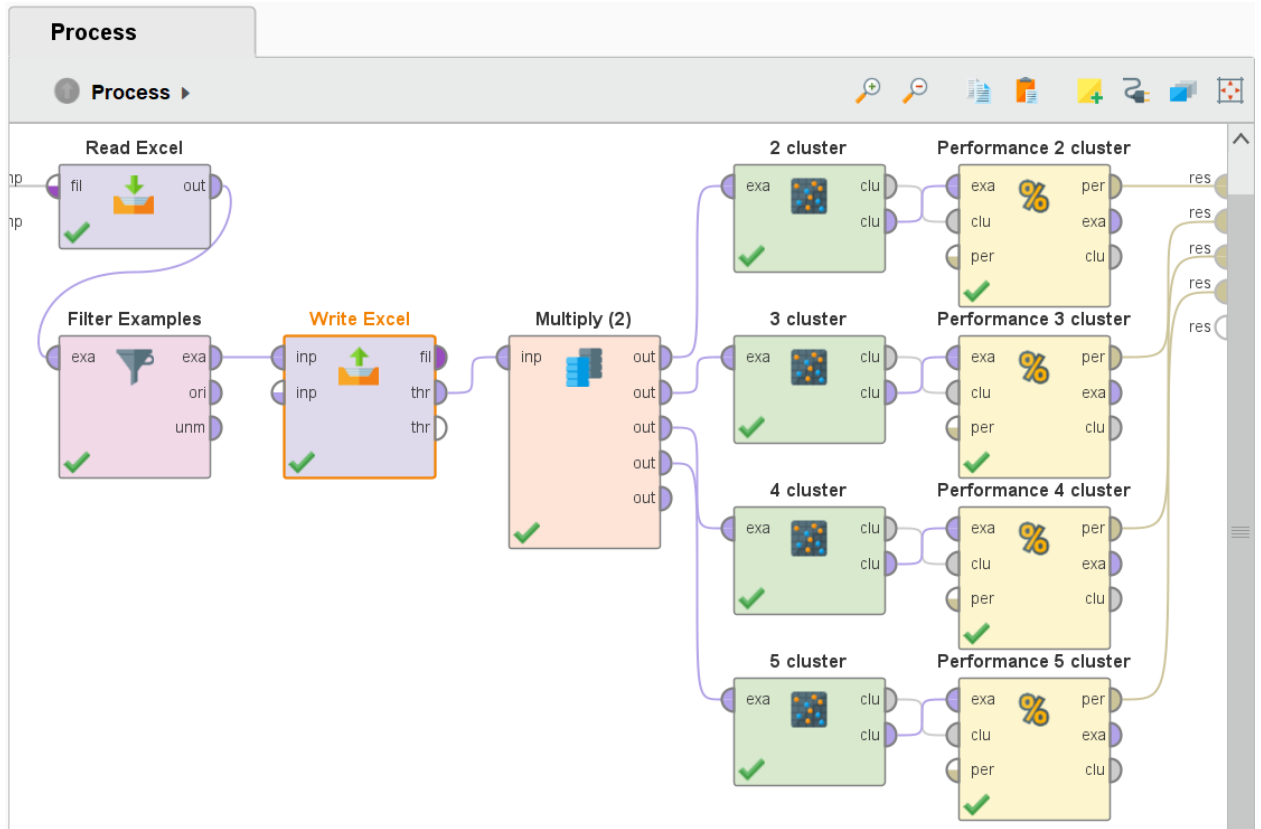 Process
Process
Read Excel
fil out
Filter Examples
exa exa
ori
unm
Write Excel
inp fil
inp thr
thr
Multiply (2)
inp out
out
out
out
out
2 cluster
exa clu
clu
Performance 2 cluster
exa per
clu exa
per clu
3 cluster
exa clu
clu
Performance 3 cluster
exa per
clu exa
per clu
4 cluster
exa clu
clu
Performance 4 cluster
exa per
clu exa
per clu
5 cluster
exa clu
clu
Performance 5 cluster
exa per
clu exa
per clu
res
res
res
res
res